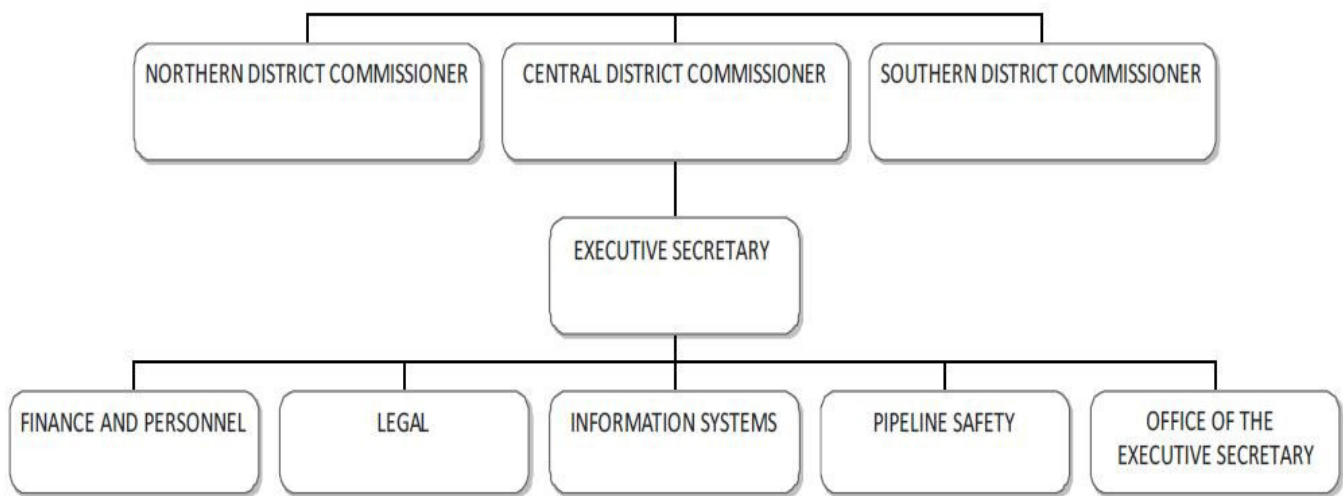 NORTHERN DISTRICT COMMISSIONER
CENTRAL DISTRICT COMMISSIONER
SOUTHERN DISTRICT COMMISSIONER
EXECUTIVE SECRETARY
FINANCE AND PERSONNEL
LEGAL
INFORMATION SYSTEMS
PIPELINE SAFETY
OFFICE OF THE
EXECUTIVE SECRETARY